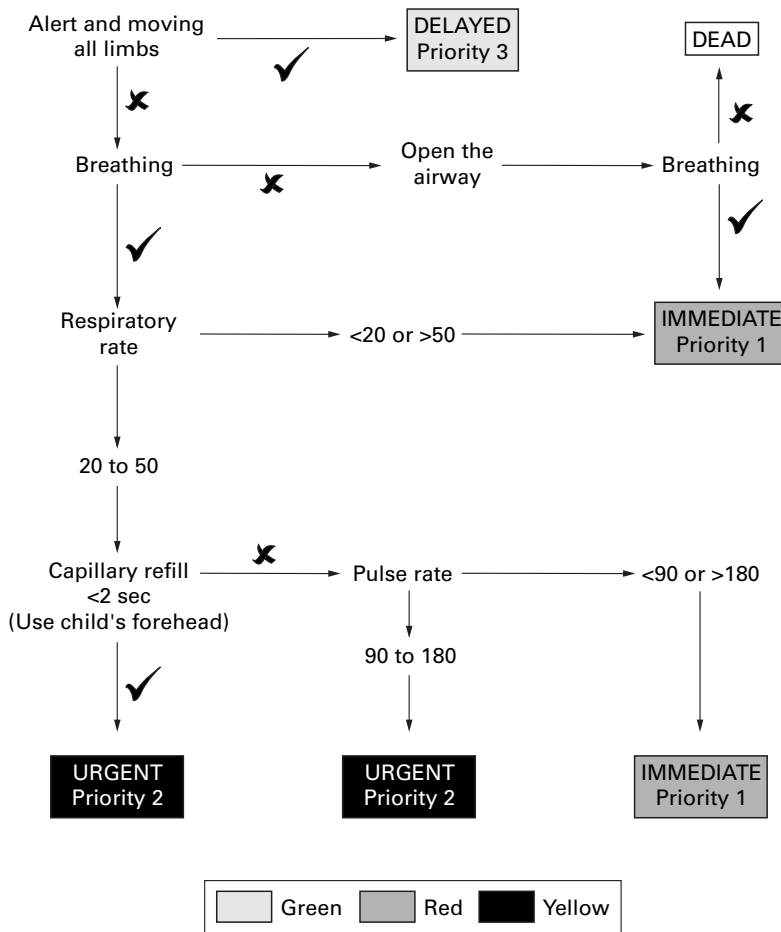 Alert and moving
all limbs
DELAYED
Priority 3
DEAD
Breathing
Open the
airway
Breathing
Respiratory
rate
<20 or >50
IMMEDIATE
Priority 1
20 to 50
Capillary refill
<2 sec
(Use child's forehead)
Pulse rate
<90 or >180
90 to 180
URGENT
Priority 2
URGENT
Priority 2
IMMEDIATE
Priority 1
Green
Red
Yellow